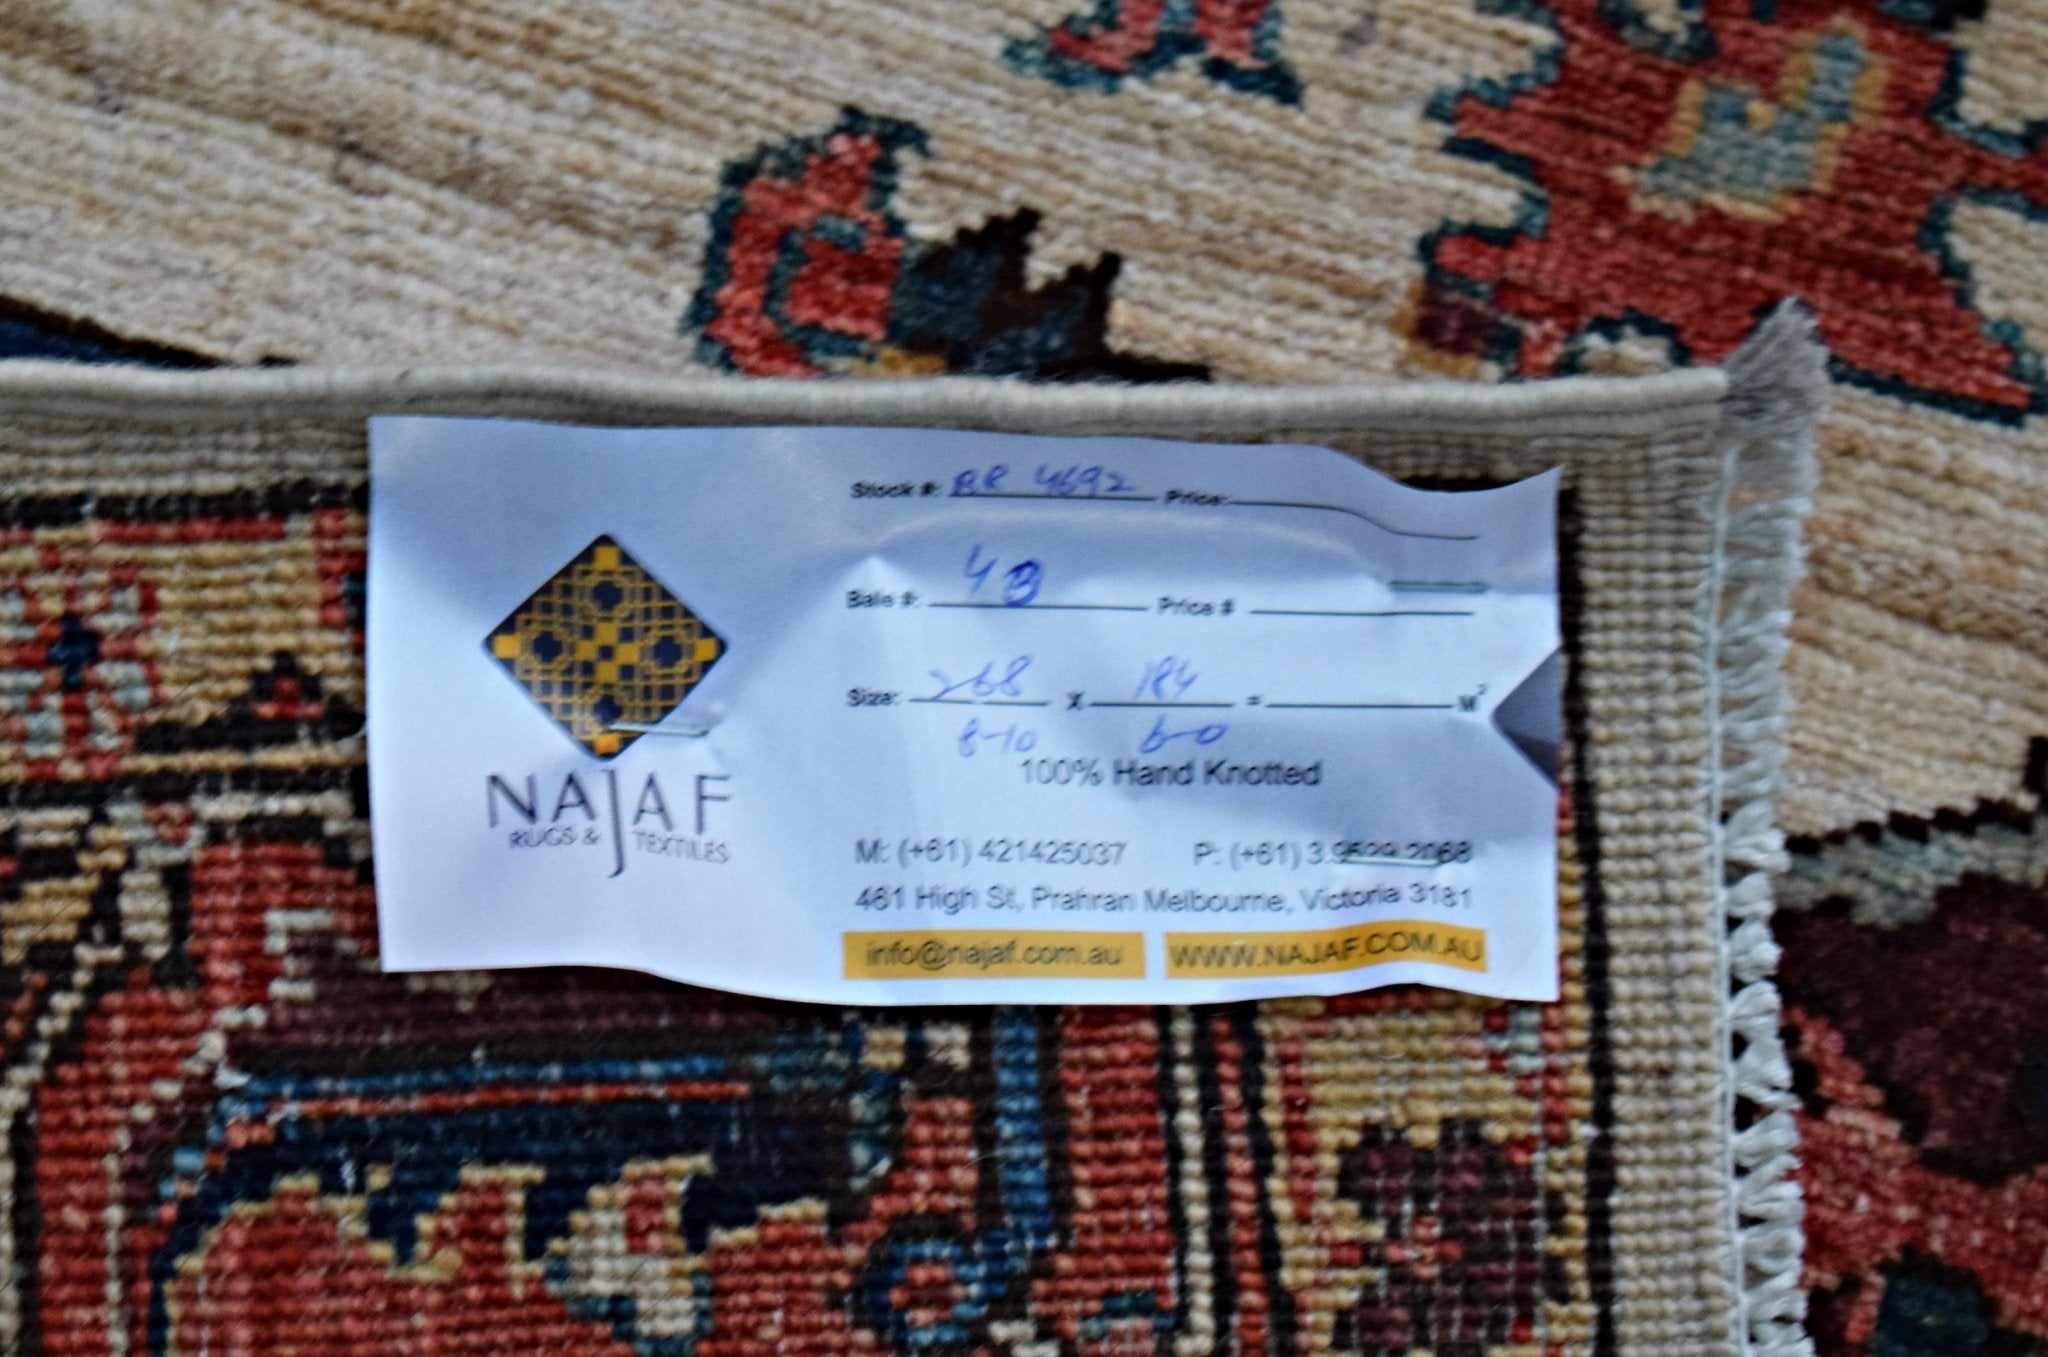 NAJAF
RUGS & TEXTILES
Stock #: RR 4692 Price:
Bale #: 43 Price #
Size: 268 x 184 = M²
8-10 6-0
100% Hand Knotted
M: (+61) 421425037 P: (+61) 3.9529.2068
461 High St, Prahran Melbourne, Victoria 3181
info@najaf.com.au WWW.NAJAF.COM.AU